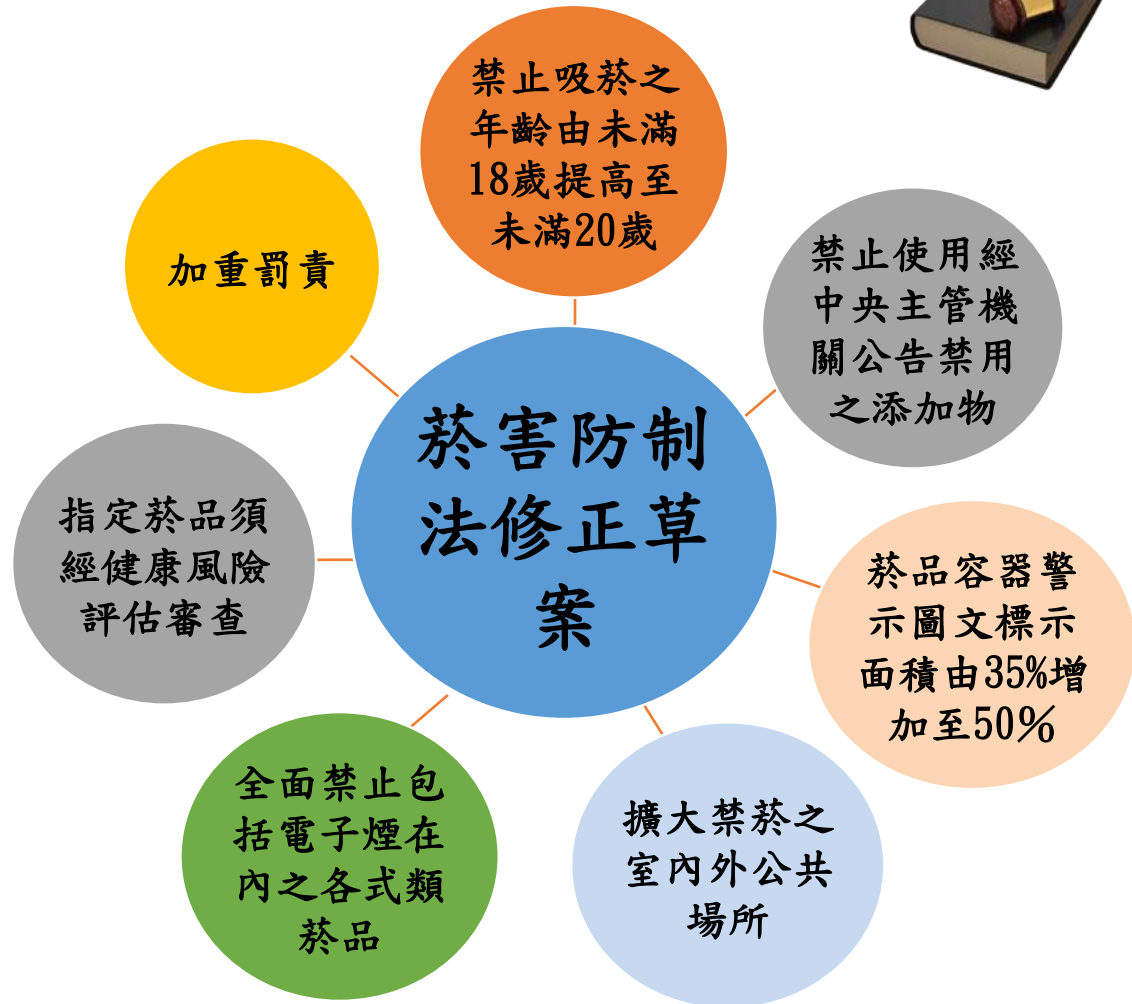 菸害防制
法修正草
案
禁止吸菸之
年齡由未滿
18歲提高至
未滿20歲
禁止使用經
中央主管機
關公告禁用
之添加物
菸品容器警
示圖文標示
面積由35%增
加至50%
擴大禁菸之
室內外公共
場所
全面禁止包
括電子煙在
內之各式類
菸品
指定菸品須
經健康風險
評估審查
加重罰責